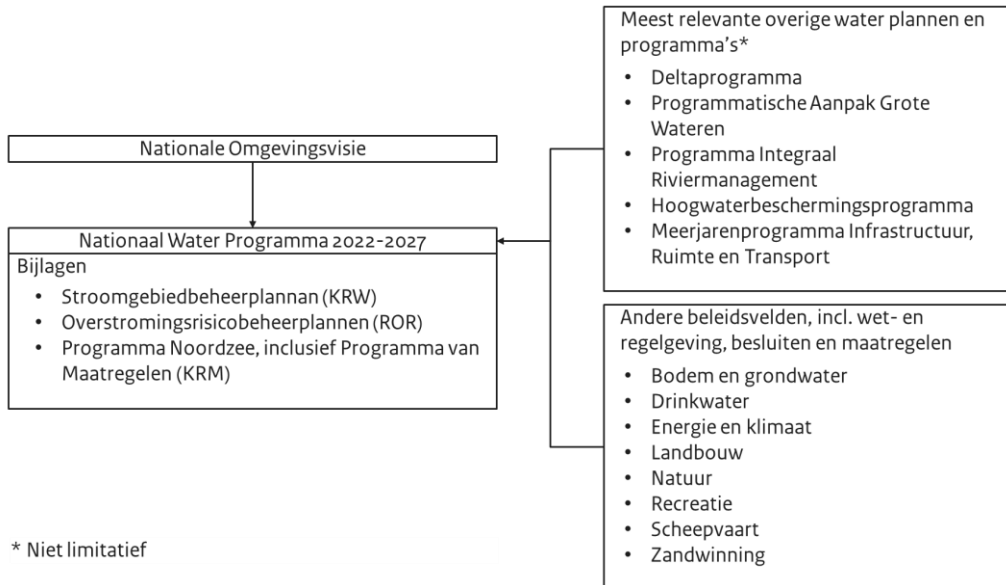 Nationale Omgevingsvisie
Nationaal Water Programma 2022-2027
Bijlagen
• Stroomgebiedbeheerplannan (KRW)
• Overstromingsrisicobeheerplannen (ROR)
• Programma Noordzee, inclusief Programma van
Maatregelen (KRM)
Meest relevante overige water plannen en
programma's*
• Deltaprogramma
• Programmatische Aanpak Grote
Wateren
• Programma Integraal
Riviermanagement
• Hoogwaterbeschermingsprogramma
• Meerjarenprogramma Infrastructuur,
Ruimte en Transport
Andere beleidsvelden, incl. wet- en
regelgeving, besluiten en maatregelen
• Bodem en grondwater
• Drinkwater
• Energie en klimaat
• Landbouw
• Natuur
• Recreatie
• Scheepvaart
• Zandwinning
* Niet limitatief